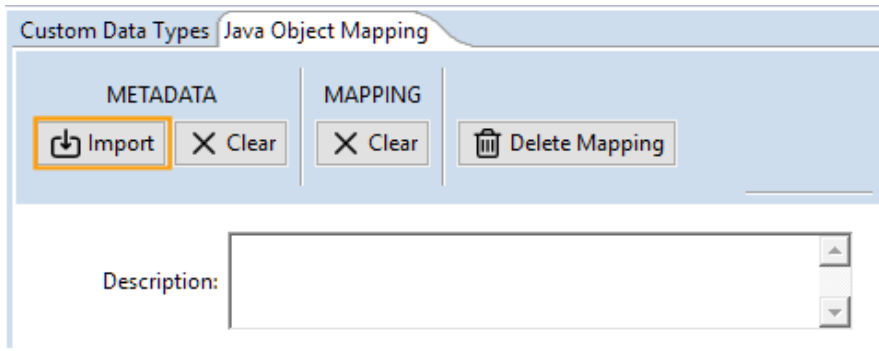 Custom Data Types Java Object Mapping
METADATA MAPPING
Import Clear Clear Delete Mapping
Description: